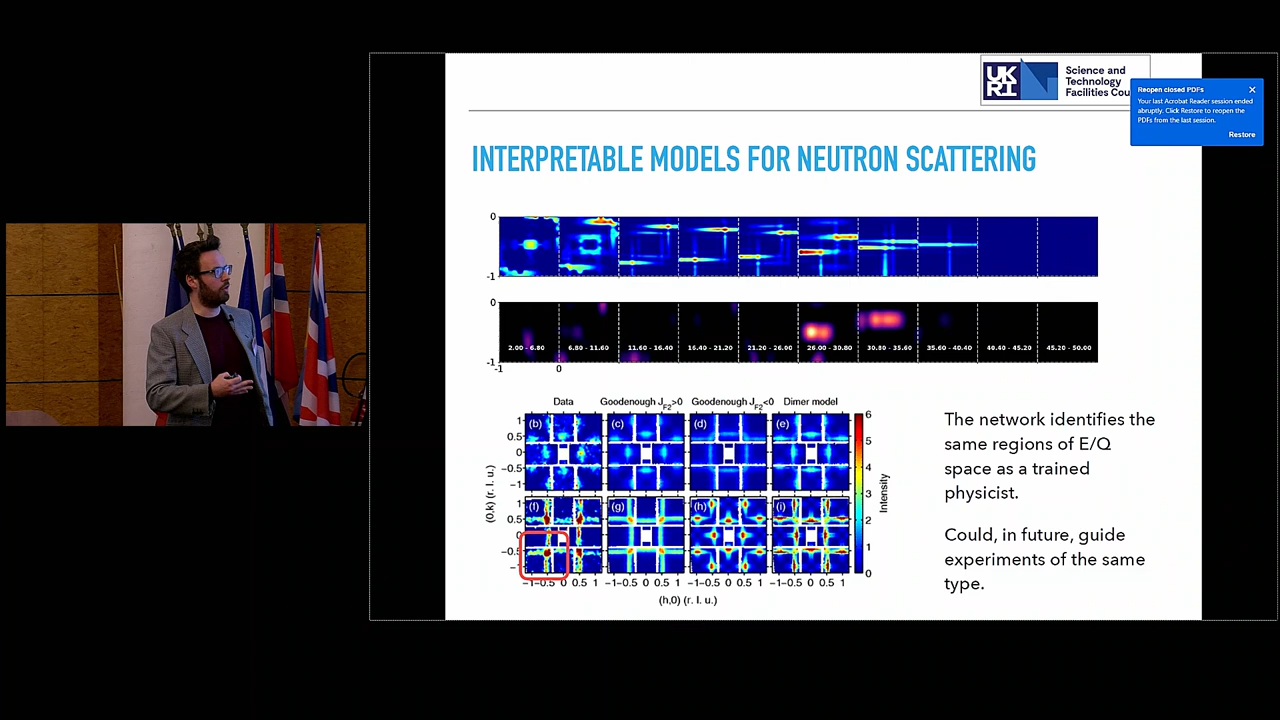 UK
RI
Science and
Technology
Facilities Cou
Reopen closed PDFs
Your last Acrobat Reader session ended
abruptly. Click Restore to reopen the
PDFs from the last session.
Restore
INTERPRETABLE MODELS FOR NEUTRON SCATTERING
0
-1
0
2.00 - 6.80 6.80 - 11.60 11.60 - 16.40 16.40 - 21.20 21.20 - 26.00 26.00 - 30.80 30.80 - 35.60 35.60 - 40.40 40.40 - 45.20 45.20 - 50.00
-1
-1 0
Data Goodenough J_F2>0 Goodenough J_F2<0 Dimer model
(b) (c) (d) (e)
1
0.5
0
−0.5
−1
(f) (g) (h) (i)
1
0.5
0
−0.5
−1−0.5 0 0.5 1 −1−0.5 0 0.5 1 −1−0.5 0 0.5 1 −1−0.5 0 0.5 1
(0,k) (r. l. u.)
(h,0) (r. l. u.)
6
5
4
3
2
1
0
Intensity
The network identifies the
same regions of E/Q
space as a trained
physicist.
Could, in future, guide
experiments of the same
type.